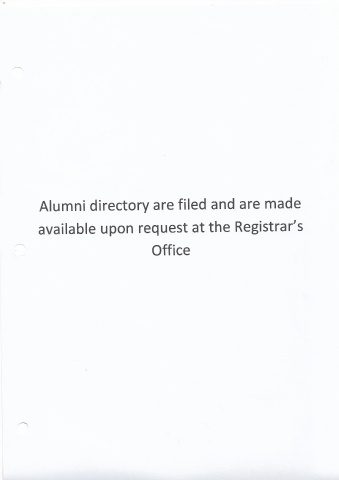 Alumni directory are filed and are made
available upon request at the Registrar's
Office